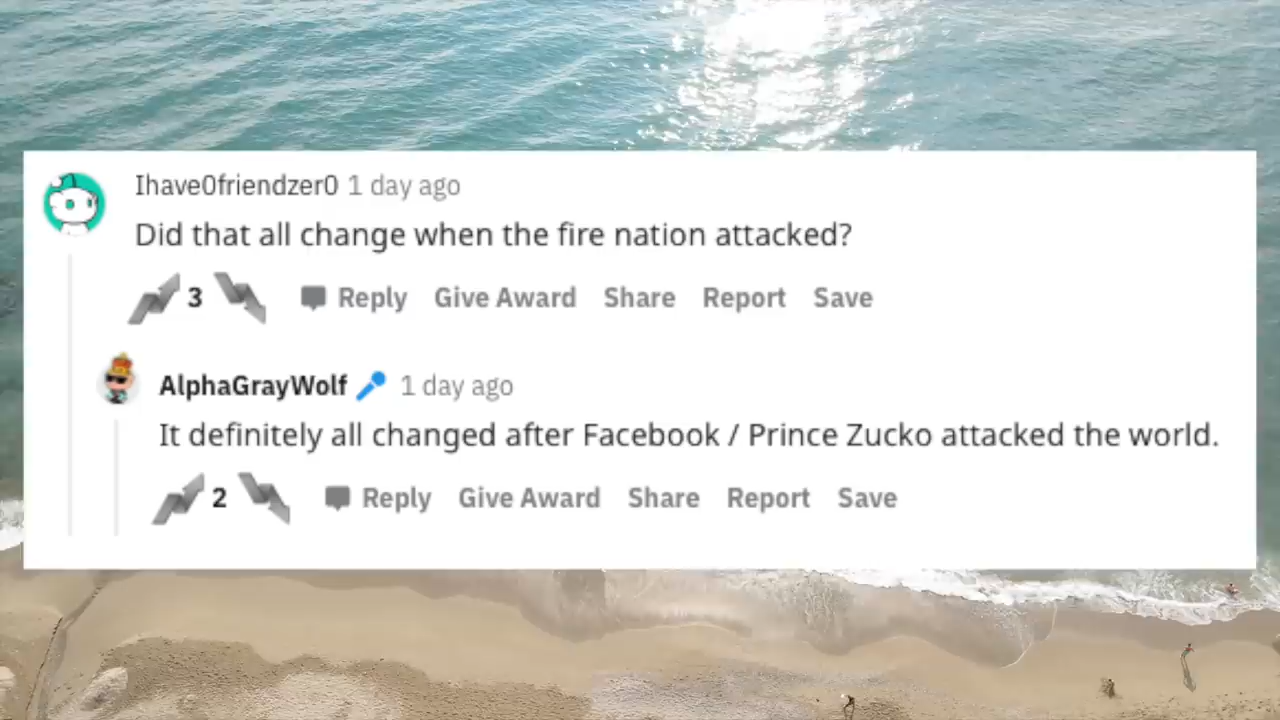 Ihave0friendzer0 1 day ago
Did that all change when the fire nation attacked?
3 Reply Give Award Share Report Save
AlphaGrayWolf 1 day ago
It definitely all changed after Facebook / Prince Zucko attacked the world.
2 Reply Give Award Share Report Save